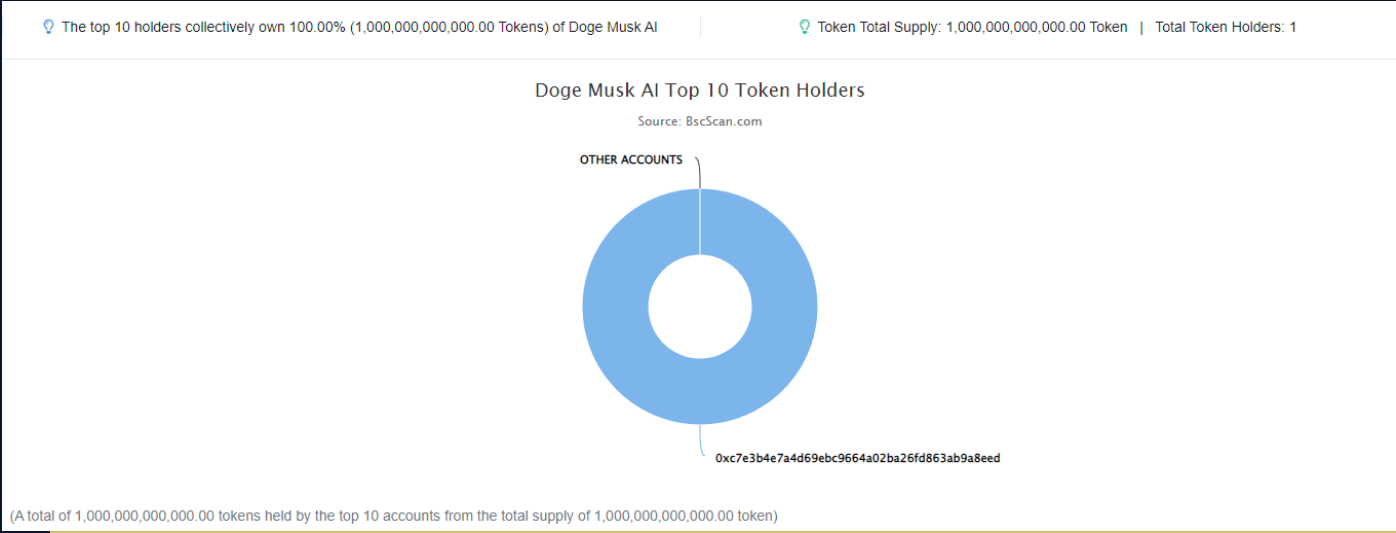 The top 10 holders collectively own 100.00% (1,000,000,000,000.00 Tokens) of Doge Musk AI
Token Total Supply: 1,000,000,000,000.00 Token | Total Token Holders: 1
Doge Musk AI Top 10 Token Holders
Source: BscScan.com
OTHER ACCOUNTS
0xc7e3b4e7a4d69ebc9664a02ba26fd863ab9a8eed
(A total of 1,000,000,000,000.00 tokens held by the top 10 accounts from the total supply of 1,000,000,000,000.00 token)